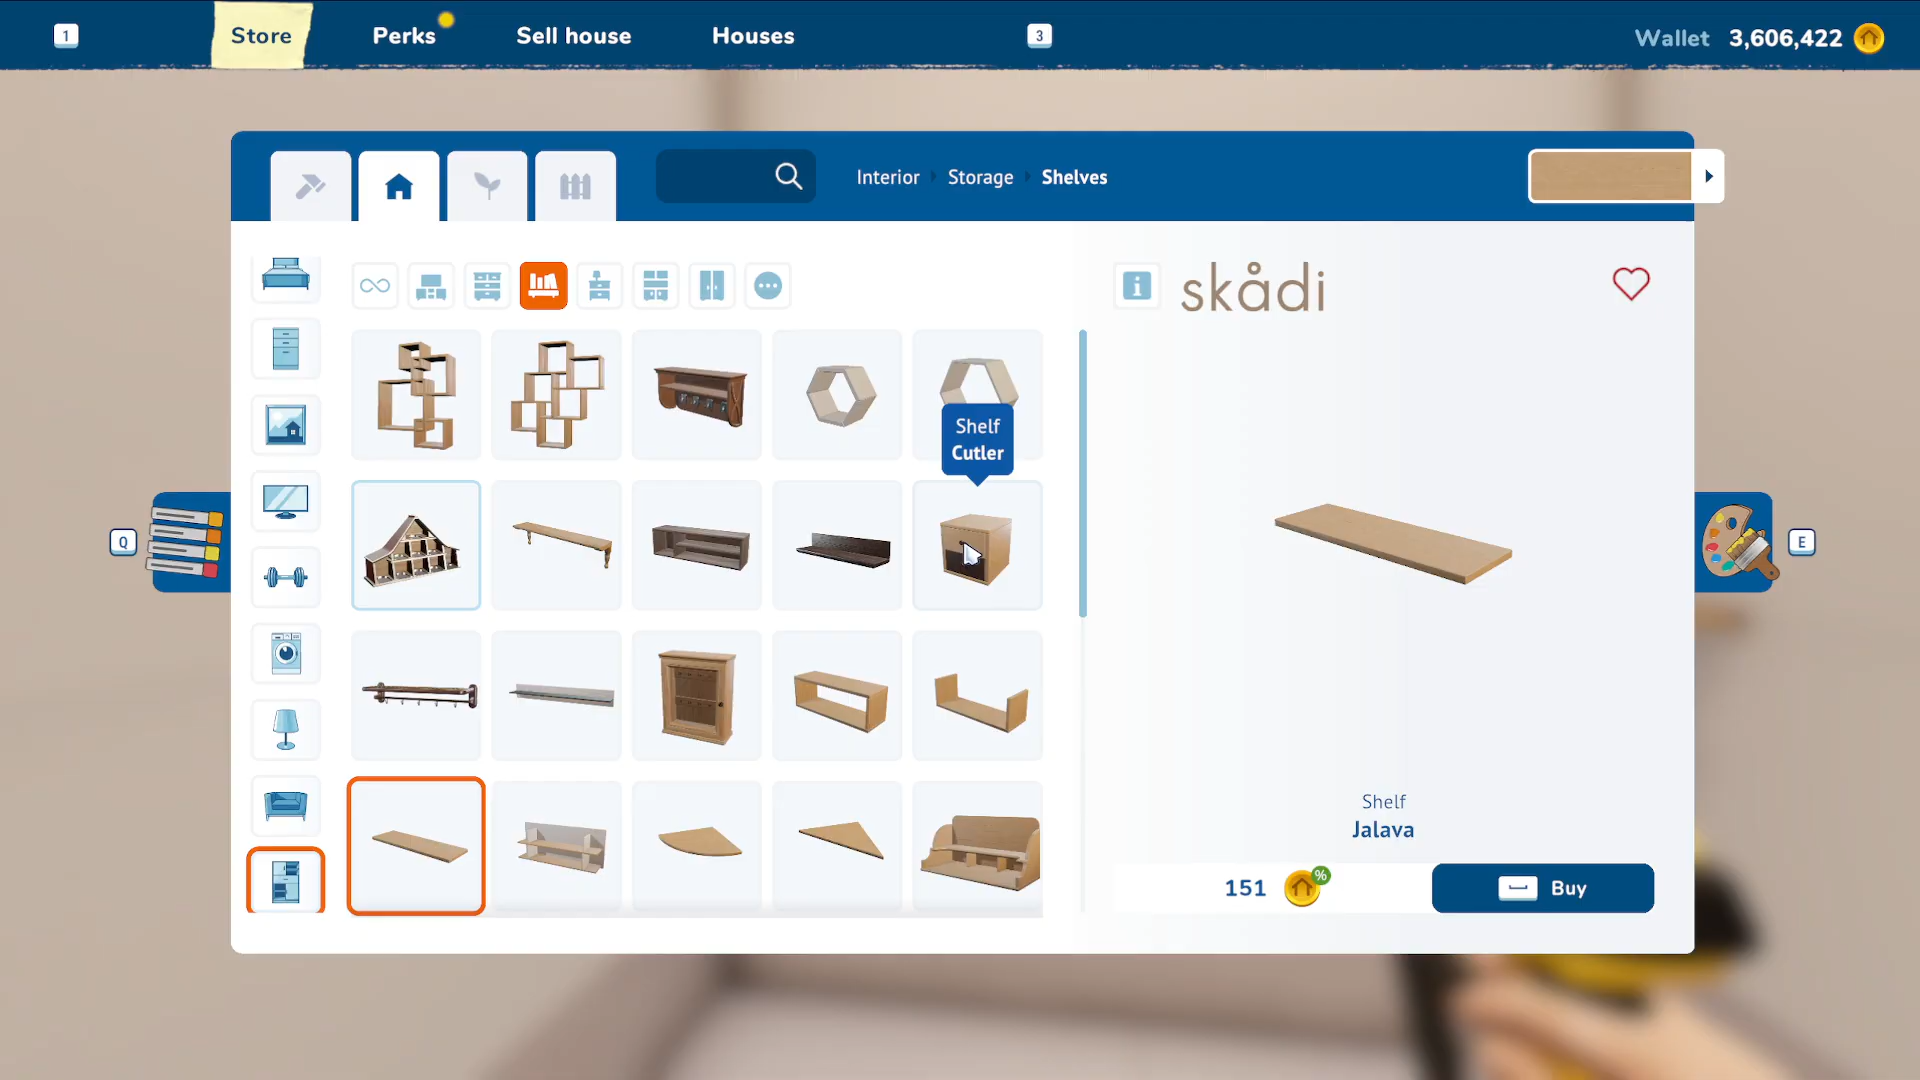 1
Store
Perks
Sell house
Houses
3
Wallet 3,606,422
Interior
Storage
Shelves
skådi
Shelf
Cutler
Q
E
Shelf
Jalava
151
%
Buy